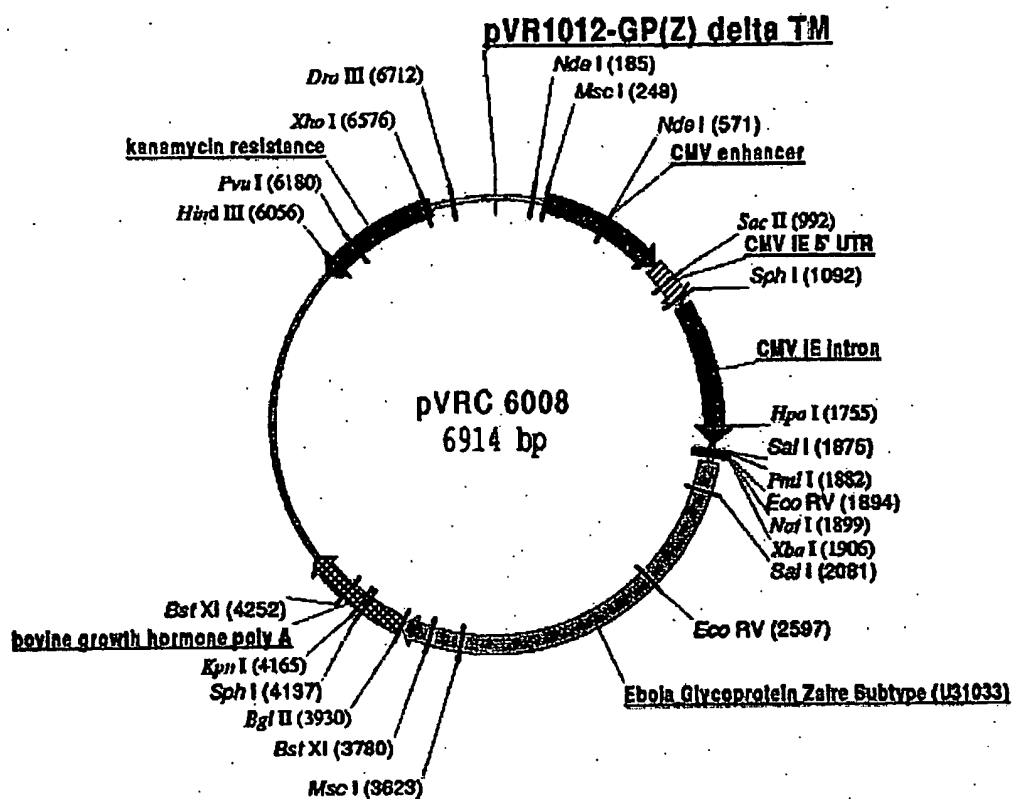 pVR1012-GP(Z) delta TM
Nde I (185)
Msc I (248)
Nde I (571)
CMV enhancer
Sac II (992)
CMV IE 5' UTR
Sph I (1092)
CMV IE Intron
Hpa I (1755)
Sal I (1876)
Pml I (1882)
Eco RV (1894)
Not I (1899)
Xba I (1906)
Sal I (2081)
Eco RV (2597)
Ebola Glycoprotein Zaire Subtype (U31033)
Msc I (3623)
Bst XI (3780)
Bgl II (3930)
Sph I (4137)
Kpn I (4165)
bovine growth hormone poly A
Bst XI (4252)
Hind III (6056)
Pvu I (6180)
kanamycin resistance
Xho I (6576)
Dra III (6712)
pVRC 6008
6914 bp